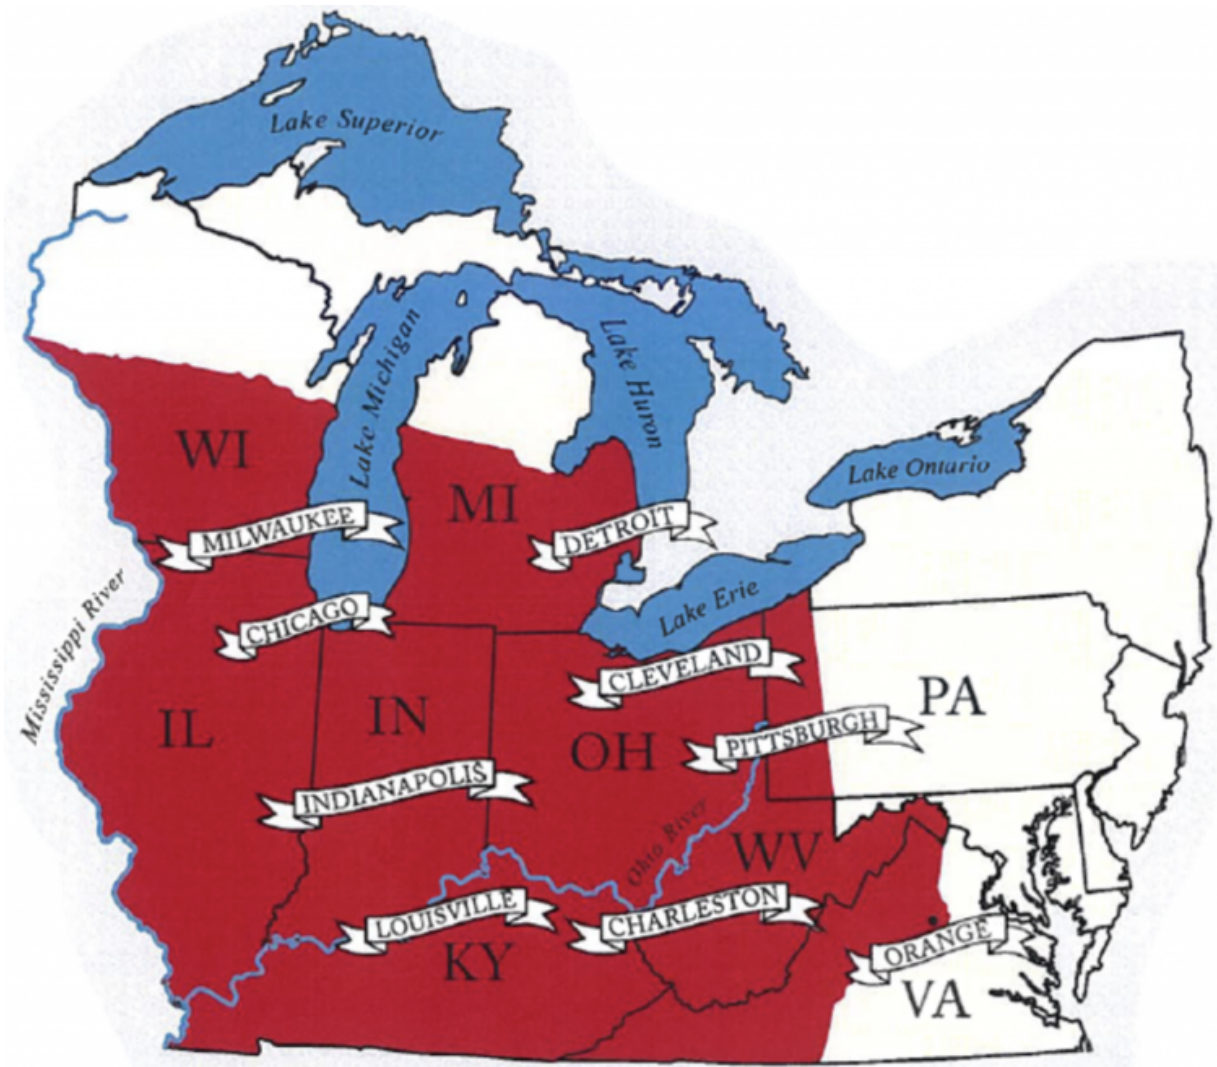 Lake Superior
Lake Michigan
Lake Huron
WI
MI
Lake Ontario
MILWAUKEE
DETROIT
Mississippi River
CHICAGO
Lake Erie
CLEVELAND
IL
IN
OH
PITTSBURGH
PA
INDIANAPOLIS
Ohio River
WV
LOUISVILLE
CHARLESTON
KY
ORANGE
VA